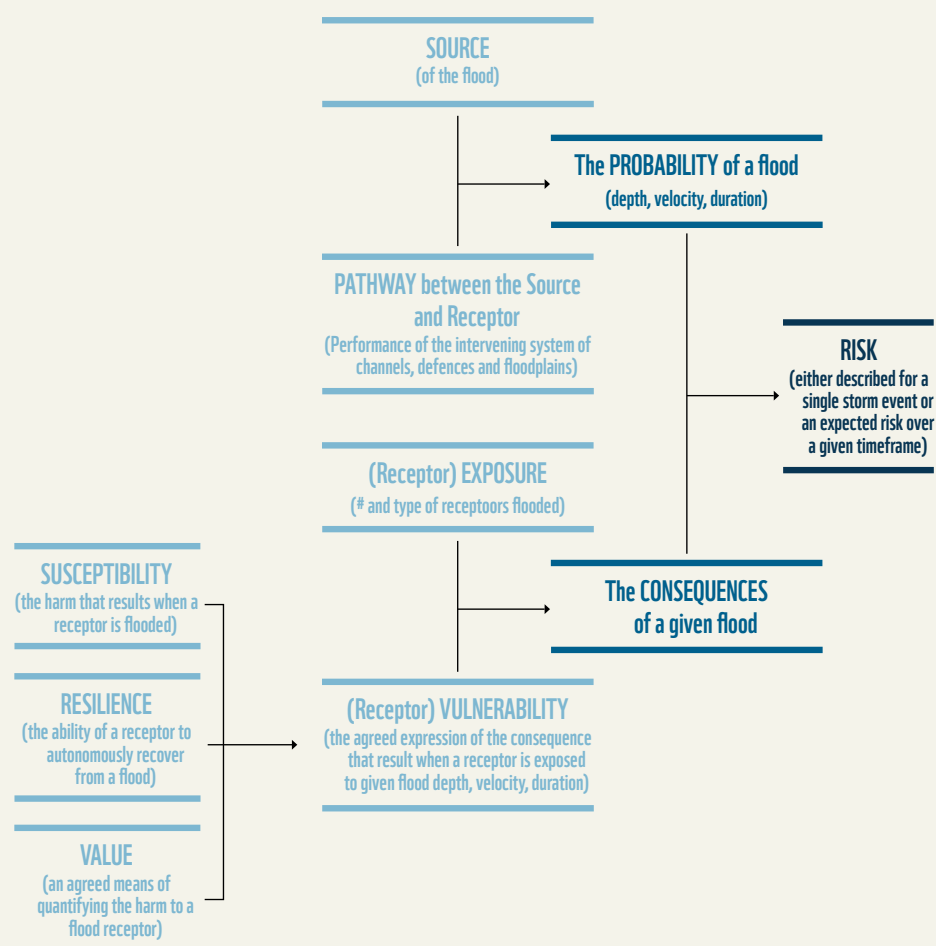 SOURCE
(of the flood)
The PROBABILITY of a flood
(depth, velocity, duration)
PATHWAY between the Source
and Receptor
(Performance of the intervening system of
channels, defences and floodplains)
RISK
(either described for a
single storm event or
an expected risk over
a given timeframe)
(Receptor) EXPOSURE
(# and type of receptoors flooded)
SUSCEPTIBILITY
(the harm that results when a
receptor is flooded)
The CONSEQUENCES
of a given flood
RESILIENCE
(the ability of a receptor to
autonomously recover
from a flood)
(Receptor) VULNERABILITY
(the agreed expression of the consequence
that result when a receptor is exposed
to given flood depth, velocity, duration)
VALUE
(an agreed means of
quantifying the harm to a
flood receptor)